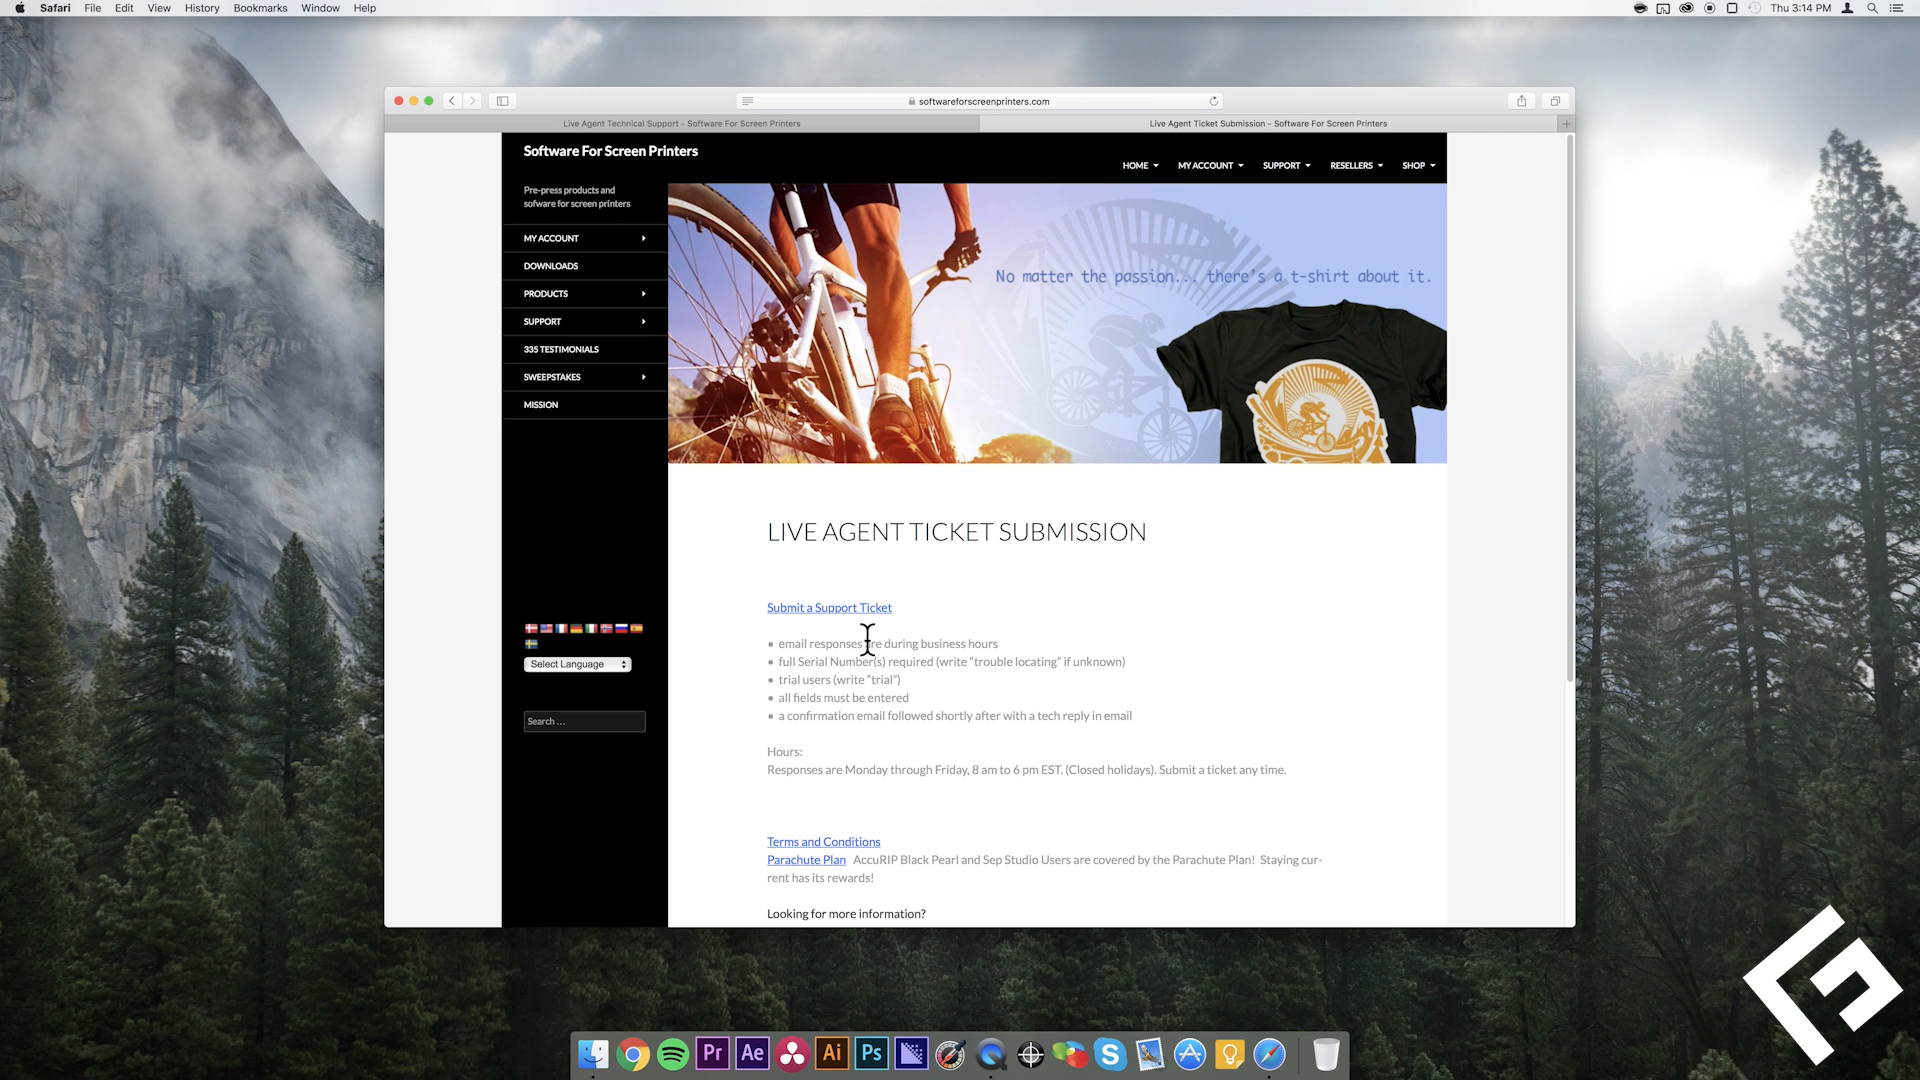 Safari File Edit View History Bookmarks Window Help
Thu 3:14 PM
softwareforscreenprinters.com
Live Agent Technical Support - Software For Screen Printers
Live Agent Ticket Submission - Software For Screen Printers
Software For Screen Printers
HOME MY ACCOUNT SUPPORT RESELLERS SHOP
Pre-press products and
sofware for screen printers
MY ACCOUNT
DOWNLOADS
PRODUCTS
SUPPORT
335 TESTIMONIALS
SWEEPSTAKES
MISSION
Select Language
Search ...
No matter the passion... there's a t-shirt about it.
LIVE AGENT TICKET SUBMISSION
Submit a Support Ticket
• email responses are during business hours
• full Serial Number(s) required (write “trouble locating” if unknown)
• trial users (write “trial”)
• all fields must be entered
• a confirmation email followed shortly after with a tech reply in email
Hours:
Responses are Monday through Friday, 8 am to 6 pm EST. (Closed holidays). Submit a ticket any time.
Terms and Conditions
Parachute Plan AccuRIP Black Pearl and Sep Studio Users are covered by the Parachute Plan! Staying cur-
rent has its rewards!
Looking for more information?
Pr Ae Ai Ps